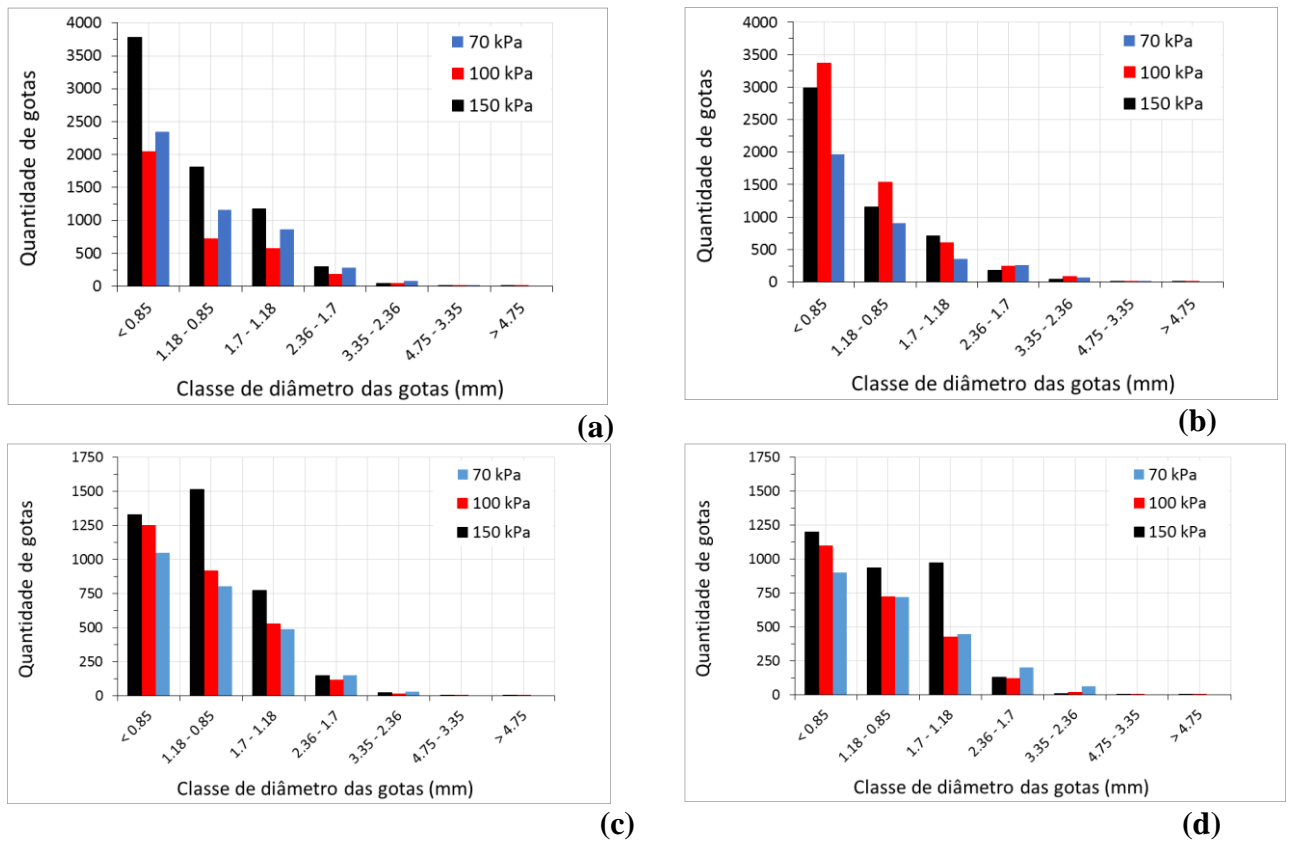 4000
3500
3000
2500
2000
1500
1000
500
0
Quantidade de gotas
70 kPa
100 kPa
150 kPa
< 0.85
1.18 - 0.85
1.7 - 1.18
2.36 - 1.7
3.35 - 2.36
4.75 - 3.35
> 4.75
Classe de diâmetro das gotas (mm)
(a)
4000
3500
3000
2500
2000
1500
1000
500
0
Quantidade de gotas
70 kPa
100 kPa
150 kPa
< 0.85
1.18 - 0.85
1.7 - 1.18
2.36 - 1.7
3.35 - 2.36
4.75 - 3.35
> 4.75
Classe de diâmetro das gotas (mm)
(b)
1750
1500
1250
1000
750
500
250
0
Quantidade de gotas
70 kPa
100 kPa
150 kPa
< 0.85
1.18 - 0.85
1.7 - 1.18
2.36 - 1.7
3.35 - 2.36
4.75 - 3.35
> 4.75
Classe de diâmetro das gotas (mm)
(c)
1750
1500
1250
1000
750
500
250
0
Quantidade de gotas
70 kPa
100 kPa
150 kPa
< 0.85
1.18 - 0.85
1.7 - 1.18
2.36 - 1.7
3.35 - 2.36
4.75 - 3.35
> 4.75
Classe de diâmetro das gotas (mm)
(d)